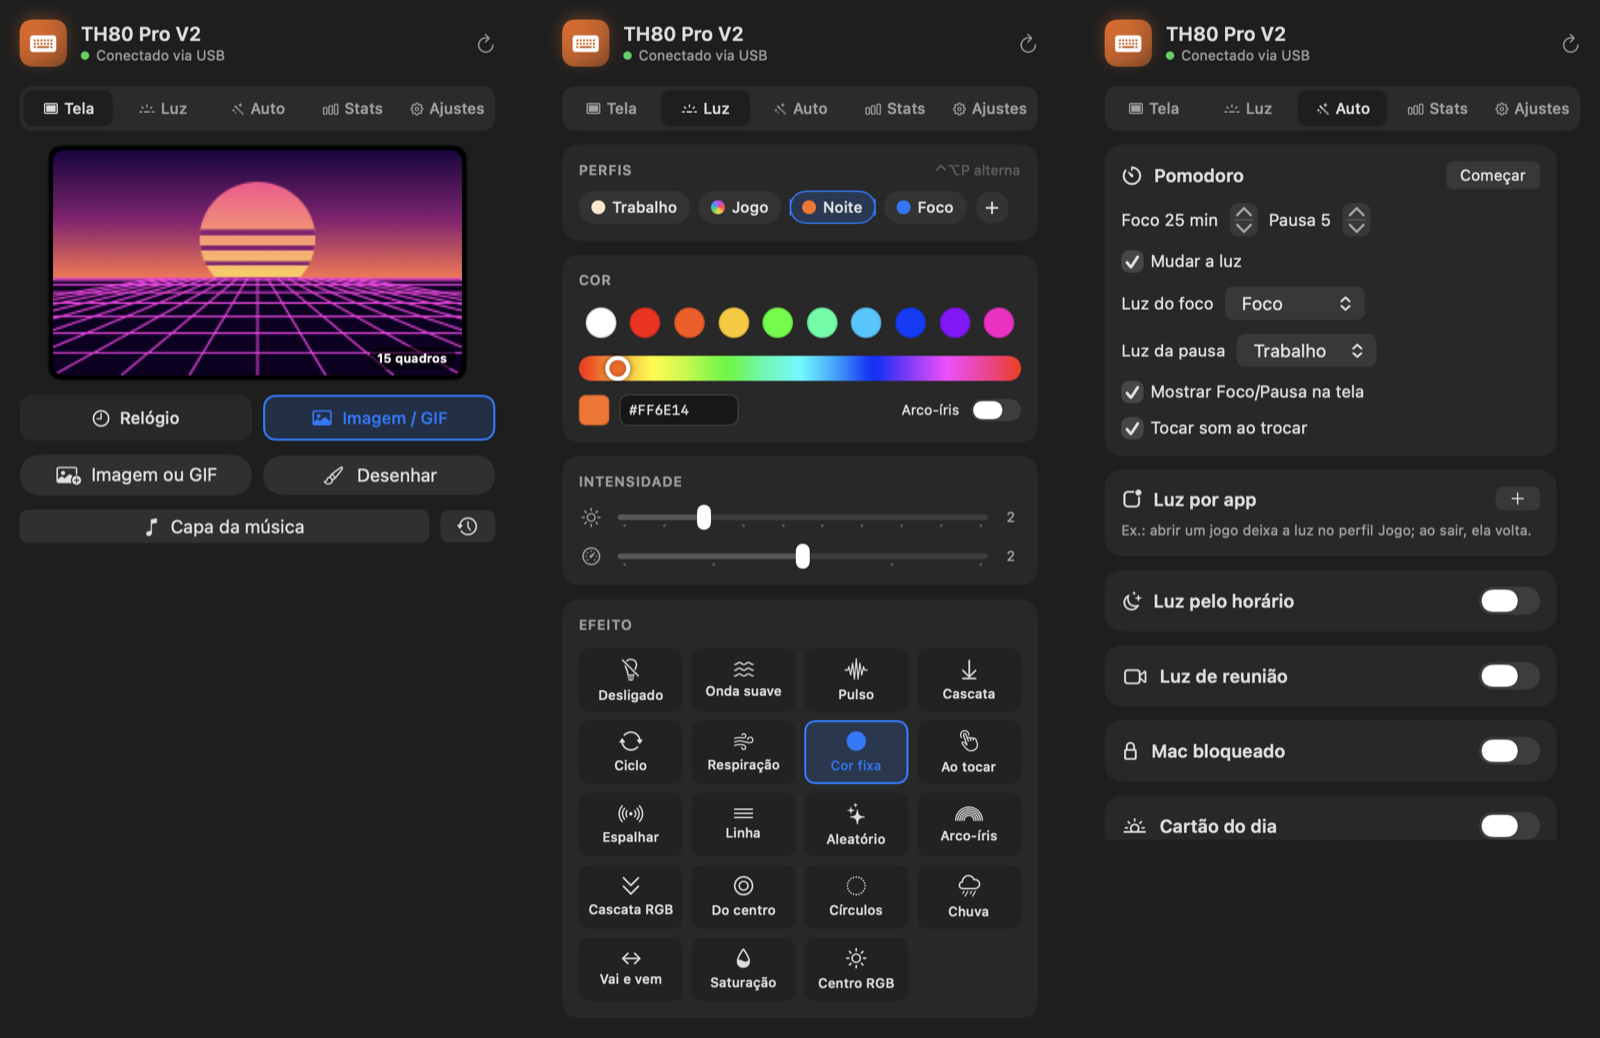 TH80 Pro V2
Conectado via USB
Tela
Luz
Auto
Stats
Ajustes
15 quadros
Relógio
Imagem / GIF
Imagem ou GIF
Desenhar
Capa da música
TH80 Pro V2
Conectado via USB
Tela
Luz
Auto
Stats
Ajustes
PERFIS
^⌥P alterna
Trabalho
Jogo
Noite
Foco
+
COR
#FF6E14
Arco-íris
INTENSIDADE
2
2
EFEITO
Desligado
Onda suave
Pulso
Cascata
Ciclo
Respiração
Cor fixa
Ao tocar
Espalhar
Linha
Aleatório
Arco-íris
Cascata RGB
Do centro
Círculos
Chuva
Vai e vem
Saturação
Centro RGB
TH80 Pro V2
Conectado via USB
Tela
Luz
Auto
Stats
Ajustes
Pomodoro
Começar
Foco 25 min
Pausa 5
Mudar a luz
Luz do foco
Foco
Luz da pausa
Trabalho
Mostrar Foco/Pausa na tela
Tocar som ao trocar
Luz por app
+
Ex.: abrir um jogo deixa a luz no perfil Jogo; ao sair, ela volta.
Luz pelo horário
Luz de reunião
Mac bloqueado
Cartão do dia